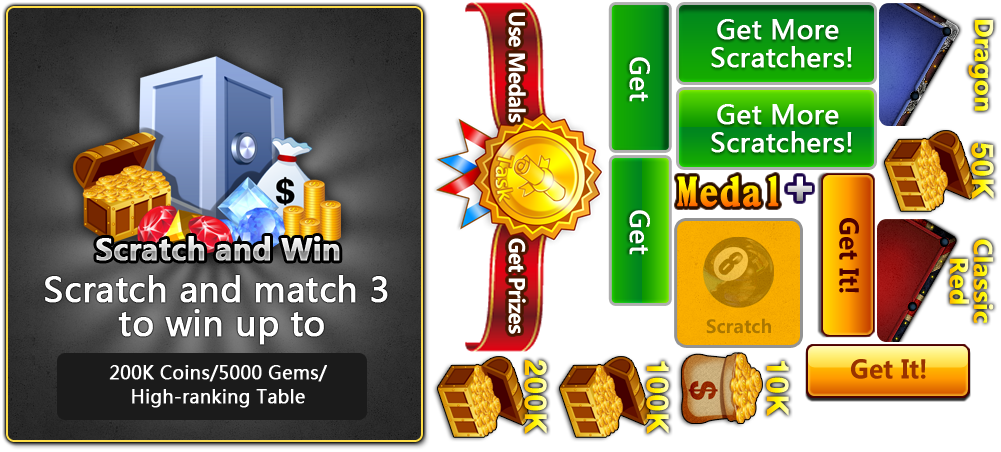 Scratch and Win
Scratch and match 3
to win up to
200K Coins/5000 Gems/
High-ranking Table
Use Medals
Task
Get Prizes
Get
Get
Get More
Scratchers!
Get More
Scratchers!
Medal+
8
Scratch
Get It!
Get It!
Dragon
50K
Classic
Red
200K
100K
$
10K
$